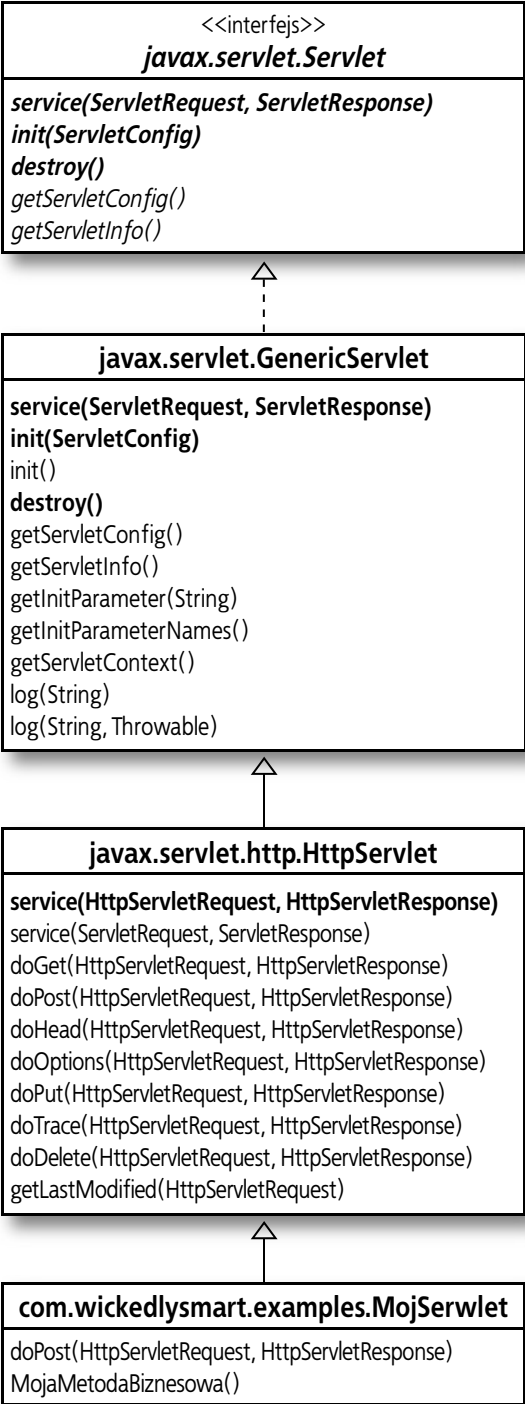 <<interfejs>>
javax.servlet.Servlet
service(ServletRequest, ServletResponse)
init(ServletConfig)
destroy()
getServletConfig()
getServletInfo()
javax.servlet.GenericServlet
service(ServletRequest, ServletResponse)
init(ServletConfig)
init()
destroy()
getServletConfig()
getServletInfo()
getInitParameter(String)
getInitParameterNames()
getServletContext()
log(String)
log(String, Throwable)
javax.servlet.http.HttpServlet
service(HttpServletRequest, HttpServletResponse)
service(ServletRequest, ServletResponse)
doGet(HttpServletRequest, HttpServletResponse)
doPost(HttpServletRequest, HttpServletResponse)
doHead(HttpServletRequest, HttpServletResponse)
doOptions(HttpServletRequest, HttpServletResponse)
doPut(HttpServletRequest, HttpServletResponse)
doTrace(HttpServletRequest, HttpServletResponse)
doDelete(HttpServletRequest, HttpServletResponse)
getLastModified(HttpServletRequest)
com.wickedlysmart.examples.MojSerwlet
doPost(HttpServletRequest, HttpServletResponse)
MojaMetodaBiznesowa()